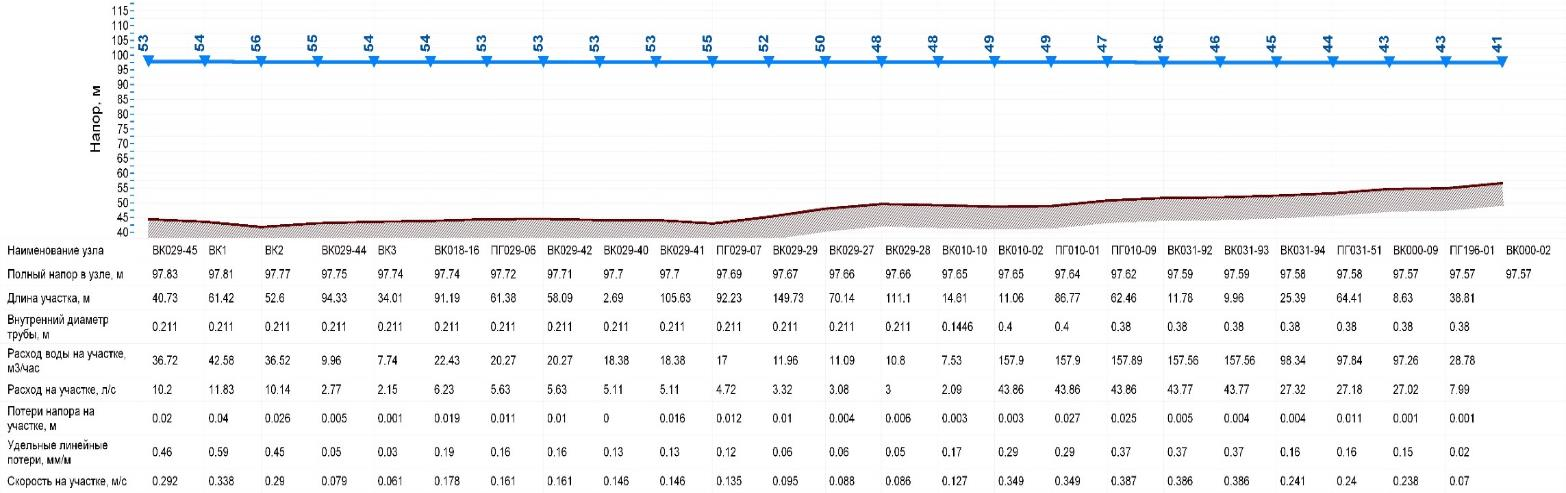 115
110
105
100
95
90
85
80
75
70
65
60
55
50
45
40
Напор, м
53 54 56 55 54 54 53 53 53 53 55 52 50 48 48 49 49 47 46 46 45 44 43 43 41
Наименование узла ВК029-45 ВК1 ВК2 ВК029-44 ВК3 ВК018-16 ПГ029-06 ВК029-42 ВК029-40 ВК029-41 ПГ029-07 ВК029-29 ВК029-27 ВК029-28 ВК010-10 ВК010-02 ПГ010-01 ПГ010-09 ВК031-92 ВК031-93 ВК031-94 ПГ031-51 ВК000-09 ПГ196-01 ВК000-02
Полный напор в узле, м 97.83 97.81 97.77 97.75 97.74 97.74 97.72 97.71 97.7 97.7 97.69 97.67 97.66 97.66 97.65 97.65 97.64 97.62 97.59 97.59 97.58 97.58 97.57 97.57 97.57
Длина участка, м 40.73 61.42 52.6 94.33 34.01 91.19 61.38 58.09 2.69 105.63 92.23 149.73 70.14 111.1 14.61 11.06 86.77 62.46 11.78 9.96 25.39 64.41 8.63 38.81
Внутренний диаметр
трубы, м 0.211 0.211 0.211 0.211 0.211 0.211 0.211 0.211 0.211 0.211 0.211 0.211 0.211 0.211 0.1446 0.4 0.4 0.38 0.38 0.38 0.38 0.38 0.38 0.38
Расход воды на участке,
м3/час 36.72 42.58 36.52 9.96 7.74 22.43 20.27 20.27 18.38 18.38 17 11.96 11.09 10.8 7.53 157.9 157.9 157.89 157.56 157.56 98.34 97.84 97.26 28.78
Расход на участке, л/с 10.2 11.83 10.14 2.77 2.15 6.23 5.63 5.63 5.11 5.11 4.72 3.32 3.08 3 2.09 43.86 43.86 43.86 43.77 43.77 27.32 27.18 27.02 7.99
Потери напора на
участке, м 0.02 0.04 0.026 0.005 0.001 0.019 0.011 0.01 0 0.016 0.012 0.01 0.004 0.006 0.003 0.003 0.027 0.025 0.005 0.004 0.004 0.011 0.001 0.001
Удельные линейные
потери, мм/м 0.46 0.59 0.45 0.05 0.03 0.19 0.16 0.16 0.13 0.13 0.12 0.06 0.06 0.05 0.17 0.29 0.29 0.37 0.37 0.37 0.16 0.16 0.15 0.02
Скорость на участке, м/с 0.292 0.338 0.29 0.079 0.061 0.178 0.161 0.161 0.146 0.146 0.135 0.095 0.088 0.086 0.127 0.349 0.349 0.387 0.386 0.386 0.241 0.24 0.238 0.07